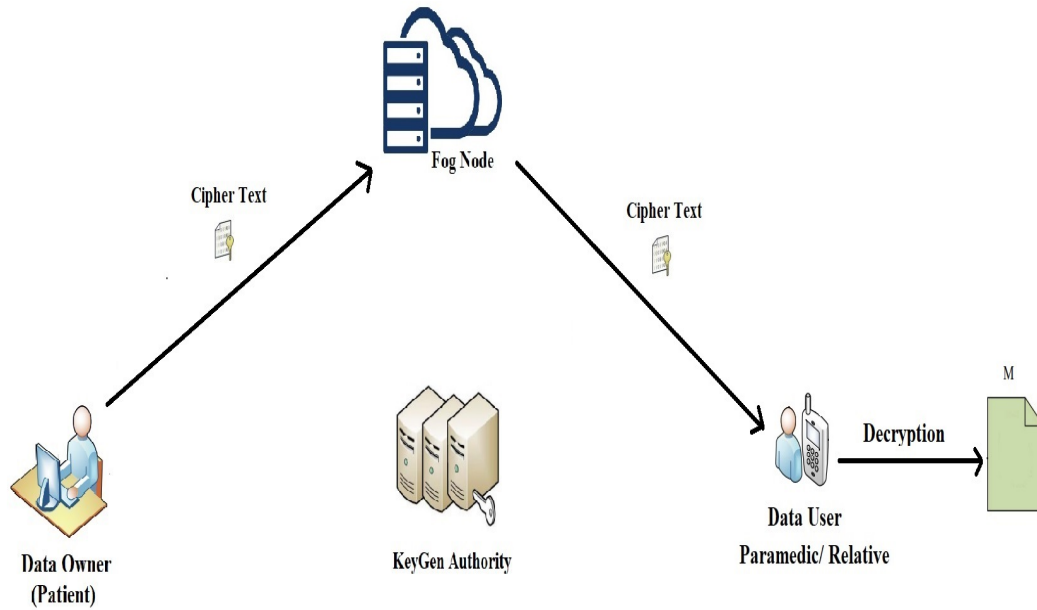 Fog Node
Cipher Text
Cipher Text
M
Decryption
Data Owner
(Patient)
KeyGen Authority
Data User
Paramedic/ Relative